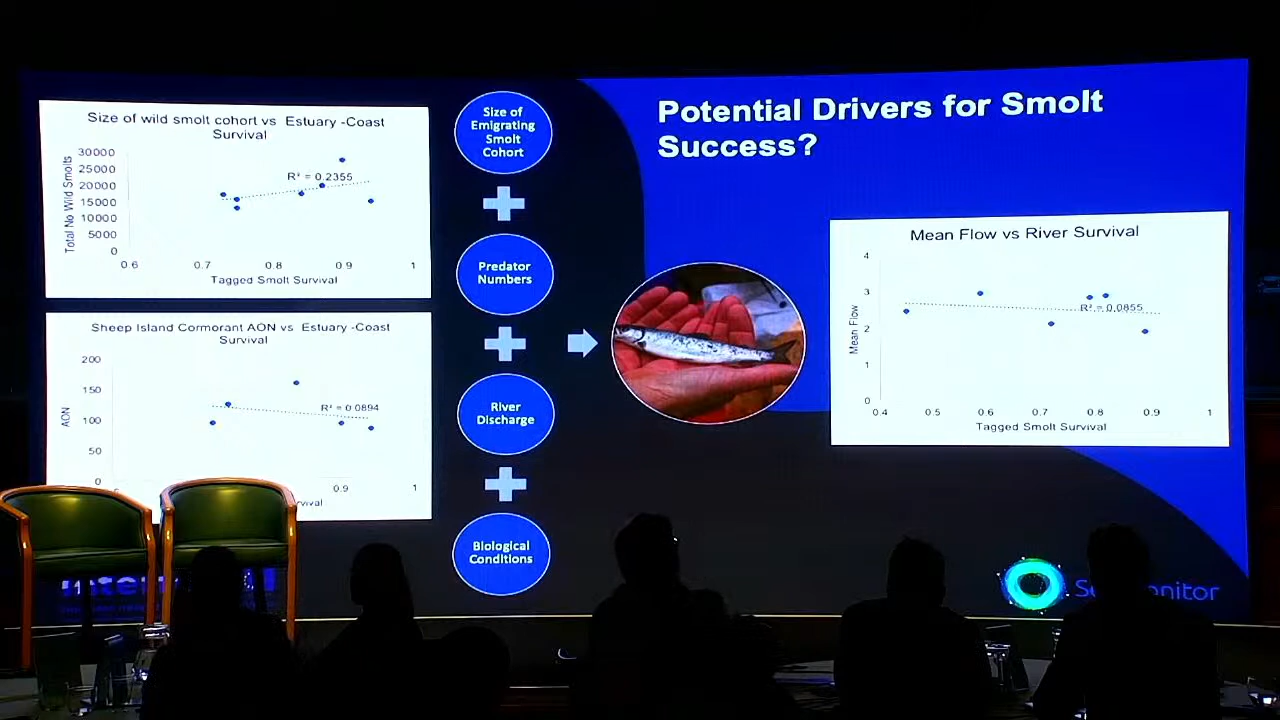 Potential Drivers for Smolt
Success?
Size of wild smolt cohort vs Estuary -Coast
Survival
Total No Wild Smolts
30000
25000
20000
15000
10000
5000
0
R² = 0.2355
0.6 0.7 0.8 0.9 1
Tagged Smolt Survival
Sheep Island Cormorant AON vs Estuary -Coast
Survival
AON
200
150
100
50
0
R² = 0.0894
0.9 1
Size of
Emigrating
Smolt
Cohort
Predator
Numbers
River
Discharge
Biological
Conditions
Mean Flow vs River Survival
Mean Flow
4
3
2
1
0
R² = 0.0855
0.4 0.5 0.6 0.7 0.8 0.9 1
Tagged Smolt Survival